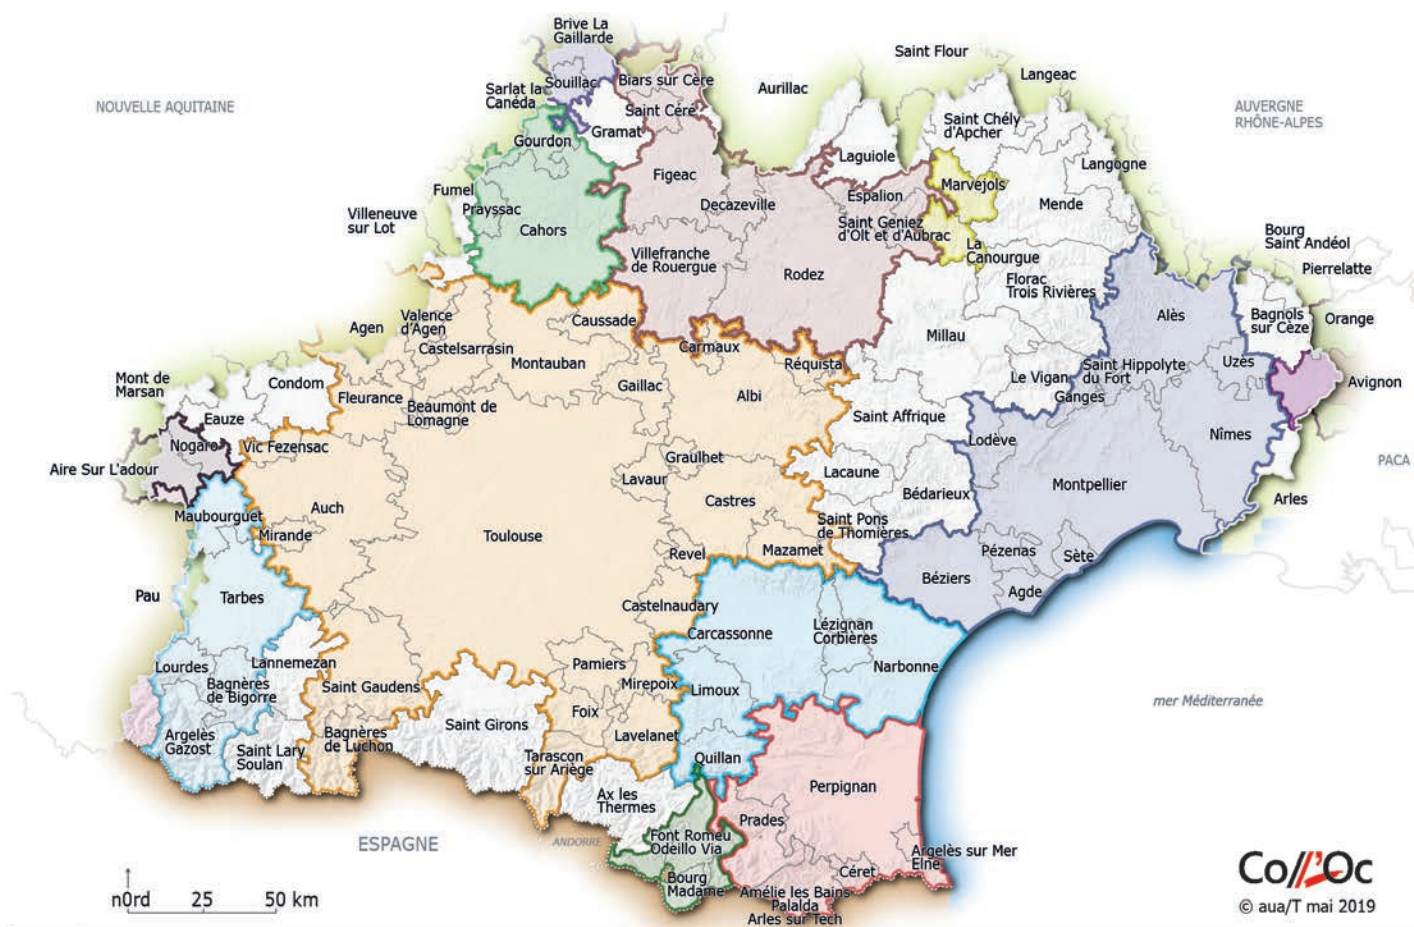 Brive La
Gaillarde
Saint Flour
Langeac
Souillac
Biars sur Cère
Aurillac
Sarlat la
Canéda
NOUVELLE AQUITAINE
AUVERGNE
RHÔNE-ALPES
Saint Céré
Saint Chély
d'Apcher
Gramat
Gourdon
Laguiole
Langogne
Figeac
Marvejols
Fumel
Espalion
Decazeville
Mende
Prayssac
Villeneuve
sur Lot
Cahors
Saint Geniez
d'Olt et d'Aubrac
Bourg
Saint Andéol
La
Canourgue
Villefranche
de Rouergue
Rodez
Pierrelatte
Florac
Trois Rivières
Valence
d'Agen
Agen
Caussade
Alès
Bagnols
sur Cèze
Orange
Millau
Castelsarrasin
Carmaux
Montauban
Réquista
Saint Hippolyte
du Fort
Uzès
Mont de
Marsan
Condom
Le Vigan
Avignon
Gaillac
Albi
Fleurance
Ganges
Beaumont de
Lomagne
Eauze
Saint Affrique
Nîmes
Nogaro
Vic Fezensac
Lodève
Graulhet
PACA
Aire Sur L'adour
Lacaune
Lavaur
Montpellier
Bédarieux
Arles
Castres
Auch
Maubourguet
Saint Pons
de Thomières
Mirande
Toulouse
Revel
Mazamet
Pézenas
Sète
Béziers
Agde
Pau
Tarbes
Castelnaudary
Carcassonne
Lézignan
Corbières
Lourdes
Lannemezan
Pamiers
Narbonne
Bagnères
de Bigorre
Saint Gaudens
Mirepoix
Limoux
mer Méditerranée
Foix
Saint Girons
Argelès
Gazost
Bagnères
de Luchon
Lavelanet
Saint Lary
Soulan
Tarascon
sur Ariège
Quillan
Perpignan
Ax les
Thermes
Prades
ESPAGNE
ANDORRE
Font Romeu
Odeillo Via
Argelès sur Mer
Elne
Céret
Bourg
Madame
Amélie les Bains
Palalda
Arles sur Tech
nord 25 50 km
Co//'Oc
© aua/T mai 2019